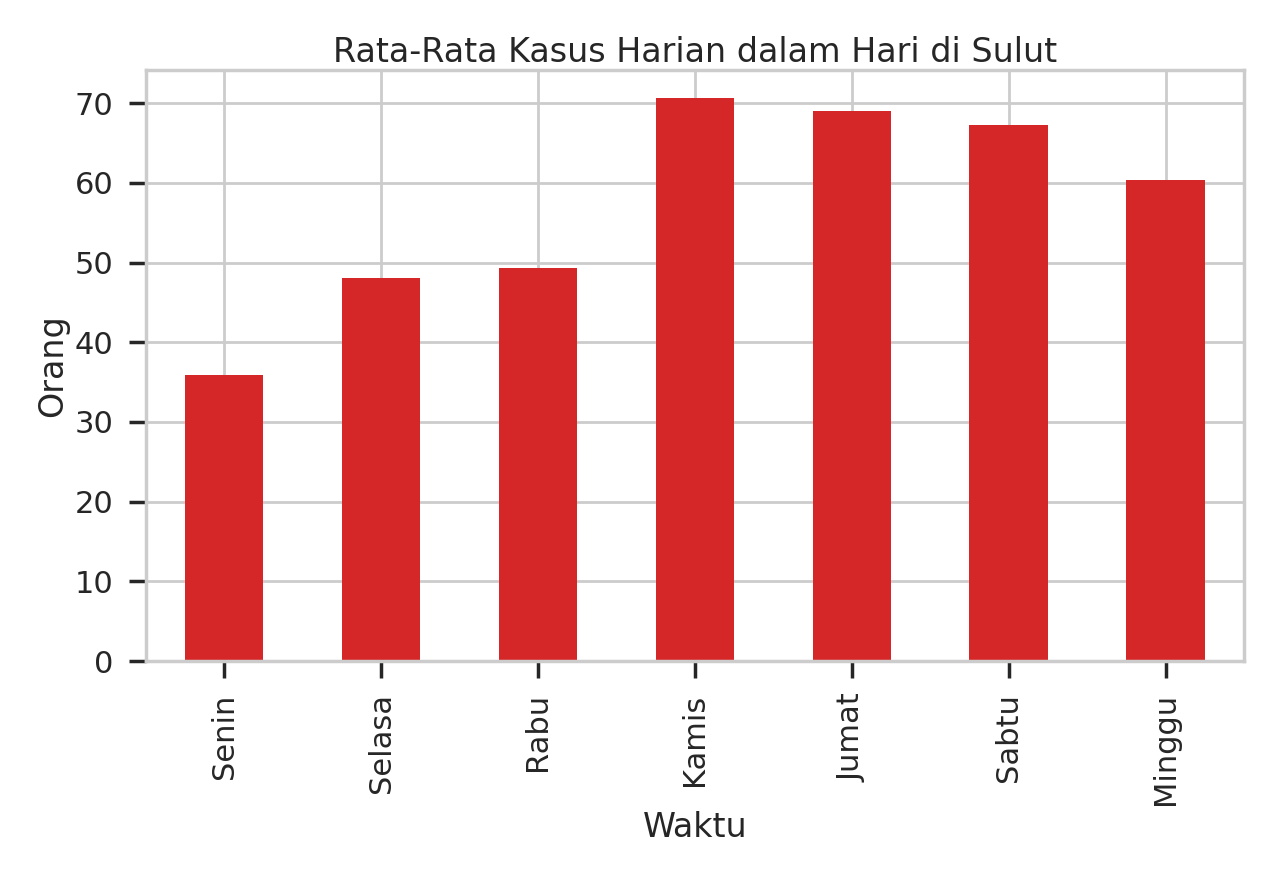 Rata-Rata Kasus Harian dalam Hari di Sulut
70
60
50
40
30
20
10
0
Orang
Senin
Selasa
Rabu
Kamis
Jumat
Sabtu
Minggu
Waktu